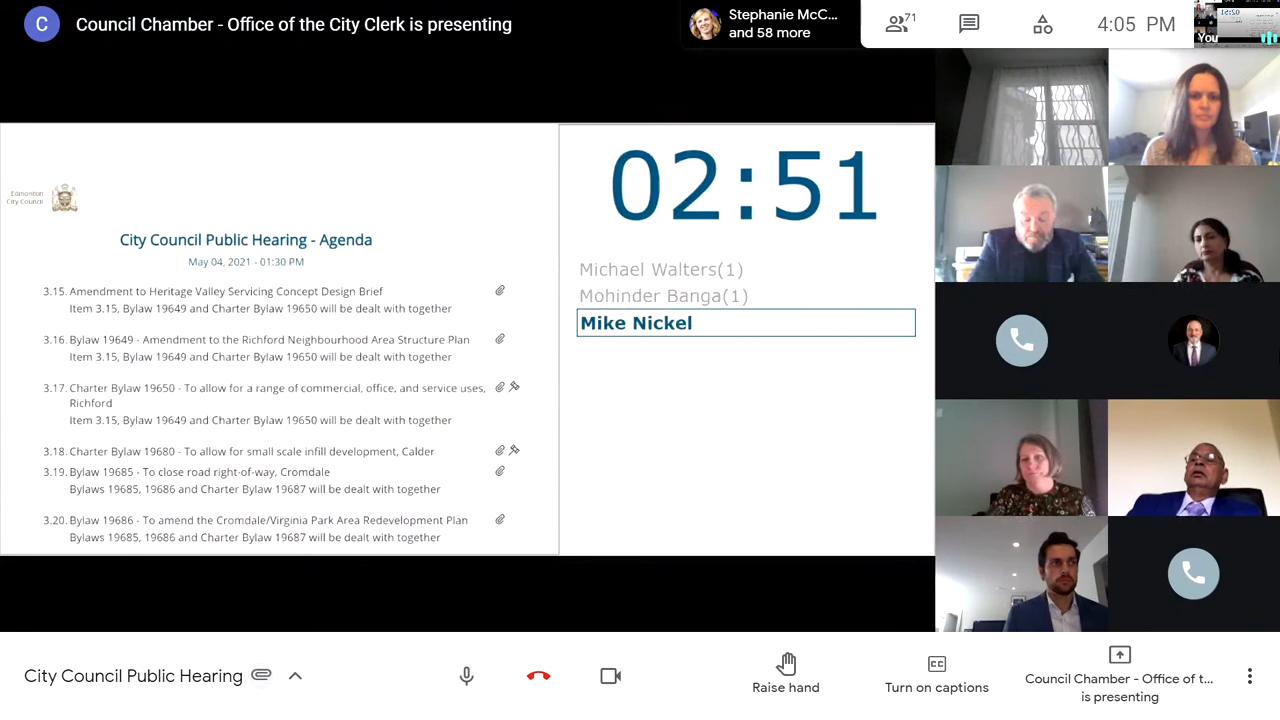 C
Council Chamber - Office of the City Clerk is presenting
Stephanie McC...
and 58 more
71
4:05 PM
You
Edmonton
City Council
City Council Public Hearing - Agenda
May 04, 2021 - 01:30 PM
3.15. Amendment to Heritage Valley Servicing Concept Design Brief
Item 3.15, Bylaw 19649 and Charter Bylaw 19650 will be dealt with together
3.16. Bylaw 19649 - Amendment to the Richford Neighbourhood Area Structure Plan
Item 3.15, Bylaw 19649 and Charter Bylaw 19650 will be dealt with together
3.17. Charter Bylaw 19650 - To allow for a range of commercial, office, and service uses,
Richford
Item 3.15, Bylaw 19649 and Charter Bylaw 19650 will be dealt with together
3.18. Charter Bylaw 19680 - To allow for small scale infill development, Calder
3.19. Bylaw 19685 - To close road right-of-way, Cromdale
Bylaws 19685, 19686 and Charter Bylaw 19687 will be dealt with together
3.20. Bylaw 19686 - To amend the Cromdale/Virginia Park Area Redevelopment Plan
Bylaws 19685, 19686 and Charter Bylaw 19687 will be dealt with together
02:51
Michael Walters(1)
Mohinder Banga(1)
Mike Nickel
City Council Public Hearing
Raise hand
CC
Turn on captions
Council Chamber - Office of t...
is presenting